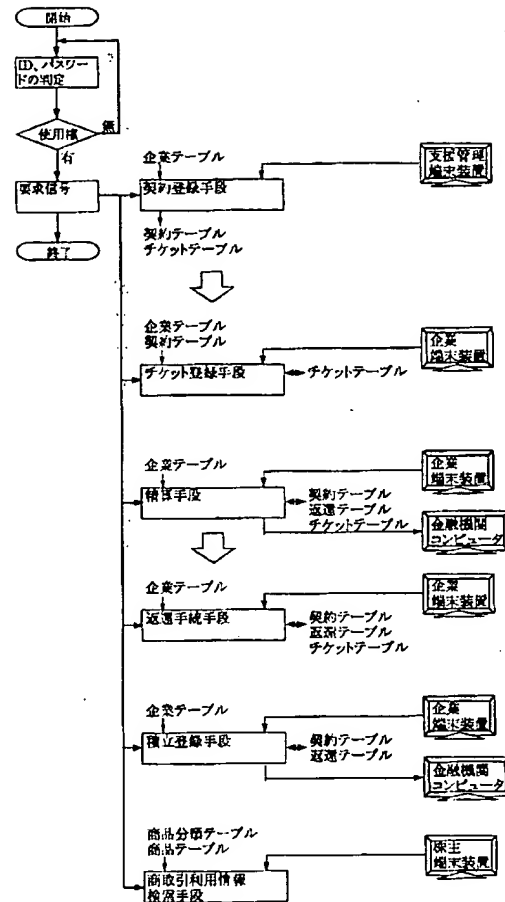 開始
ID、パスワー
ドの判定
使用権
無
有
要求信号
終了
企業テーブル
契約登録手段
支援管理
端末装置
契約テーブル
チケットテーブル
企業テーブル
契約テーブル
チケット登録手段
チケットテーブル
企業
端末装置
企業テーブル
精算手段
契約テーブル
返還テーブル
チケットテーブル
企業
端末装置
金融機関
コンピュータ
企業テーブル
返還手続手段
契約テーブル
返還テーブル
チケットテーブル
企業
端末装置
企業テーブル
積立登録手段
契約テーブル
返還テーブル
企業
端末装置
金融機関
コンピュータ
商品分類テーブル
商品テーブル
商取引利用情報
検索手段
株主
端末装置